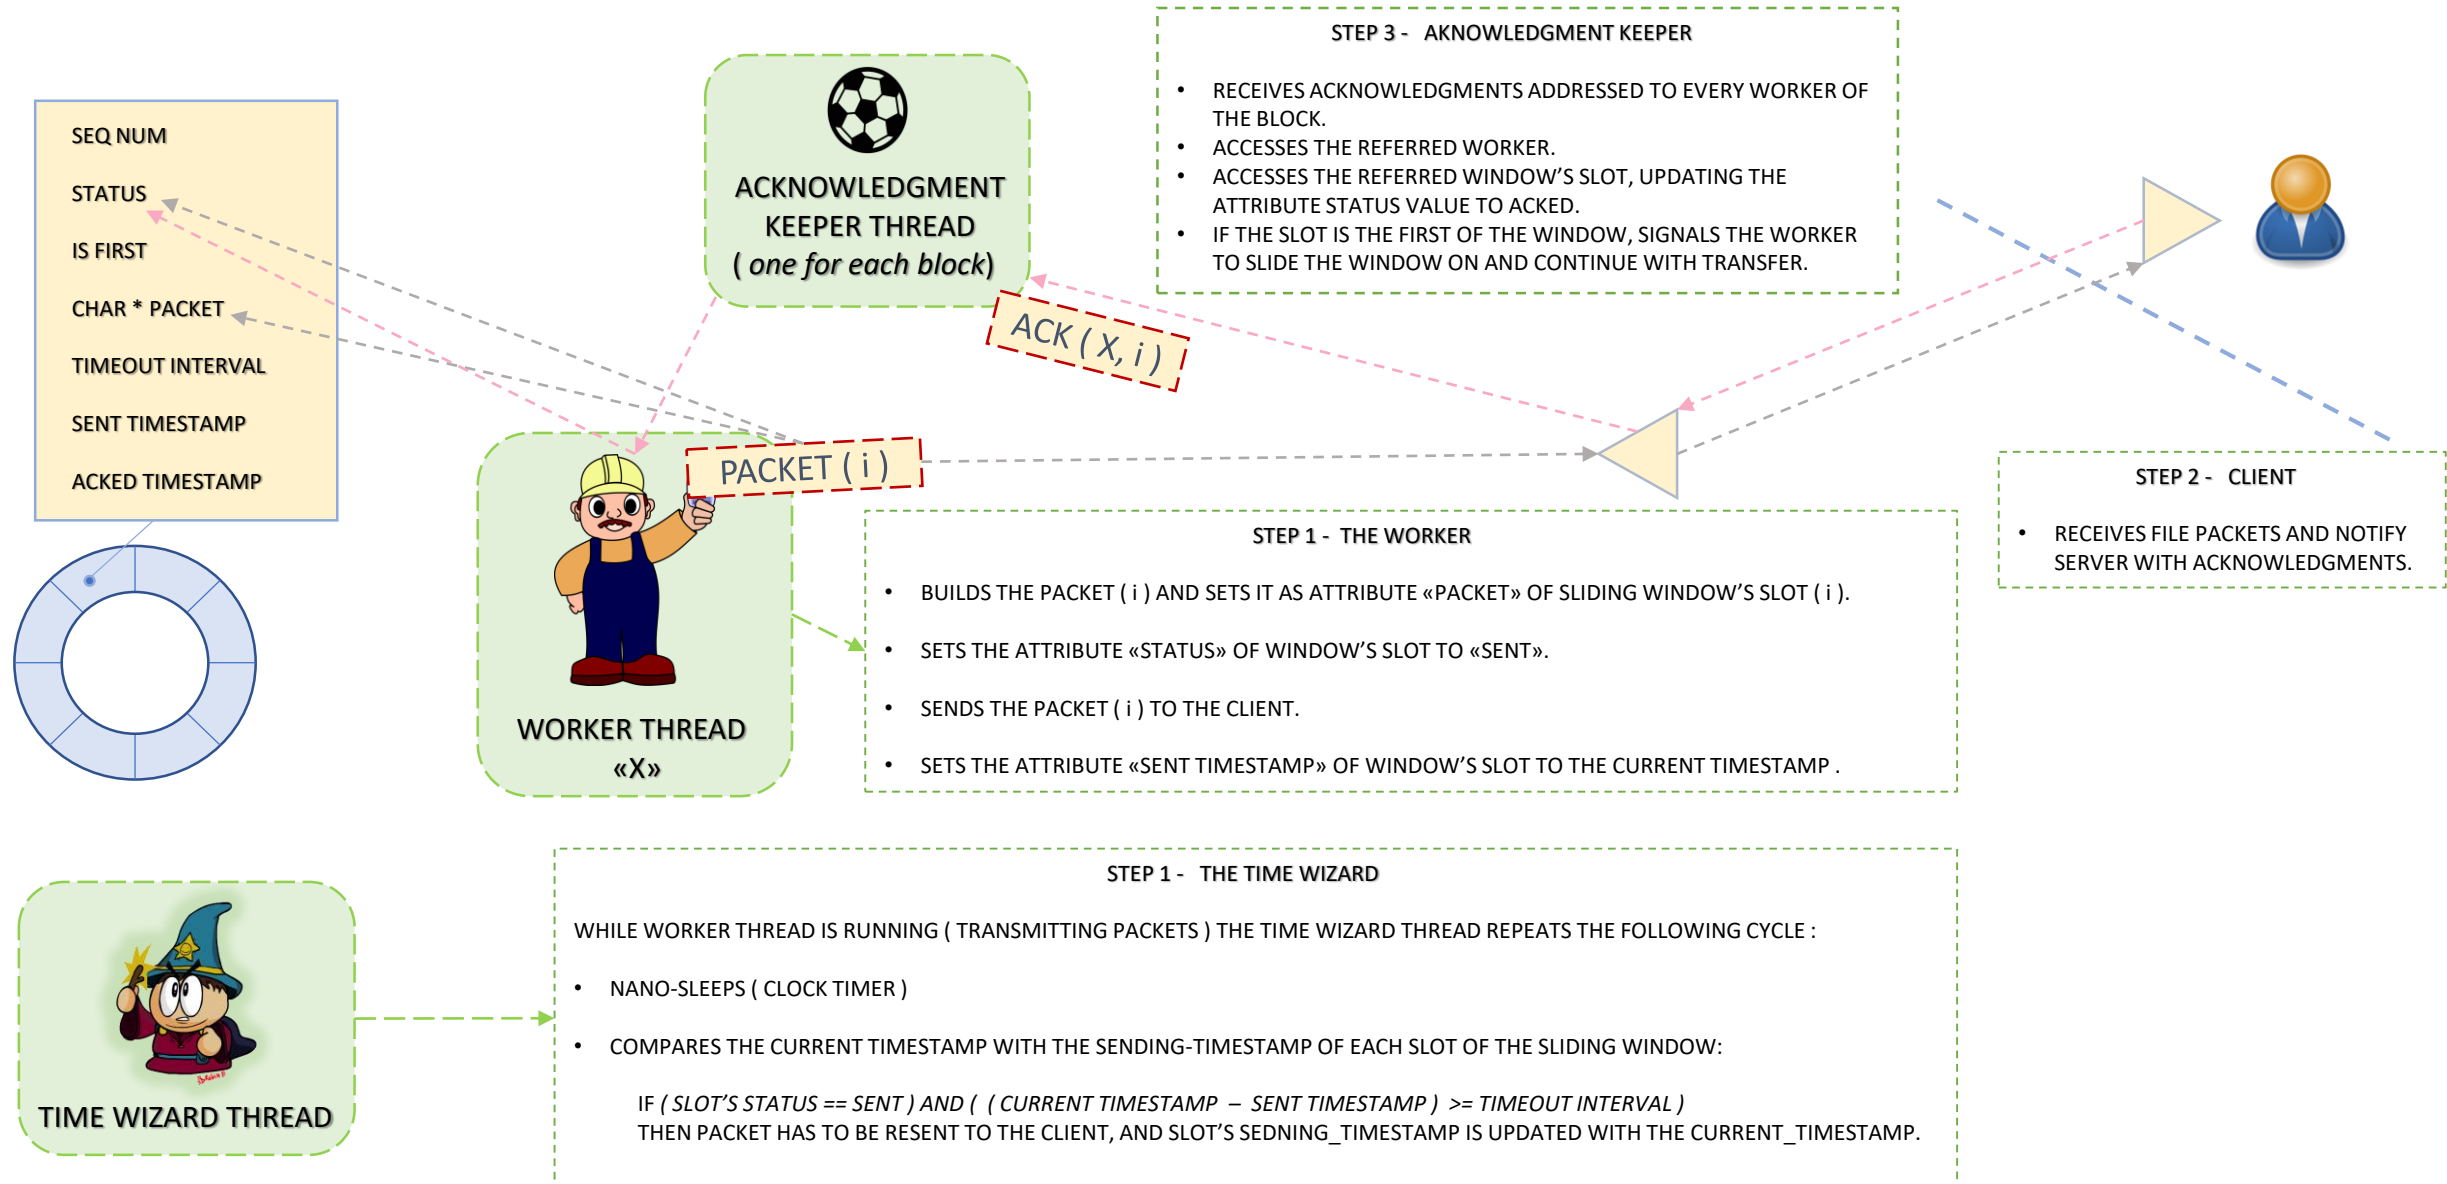 STEP 3 -   AKNOWLEDGMENT KEEPER
• RECEIVES ACKNOWLEDGMENTS ADDRESSED TO EVERY WORKER OF
THE BLOCK.
• ACCESSES THE REFERRED WORKER.
• ACCESSES THE REFERRED WINDOW’S SLOT, UPDATING THE
ATTRIBUTE STATUS VALUE TO ACKED.
• IF THE SLOT IS THE FIRST OF THE WINDOW, SIGNALS THE WORKER
TO SLIDE THE WINDOW ON AND CONTINUE WITH TRANSFER.
ACKNOWLEDGMENT
KEEPER THREAD
( one for each block)
SEQ NUM
STATUS
IS FIRST
CHAR * PACKET
TIMEOUT INTERVAL
SENT TIMESTAMP
ACKED TIMESTAMP
ACK ( X, i )
PACKET ( i )
WORKER THREAD
«X»
STEP 2 -   CLIENT
• RECEIVES FILE PACKETS AND NOTIFY
SERVER WITH ACKNOWLEDGMENTS.
STEP 1 -  THE WORKER
• BUILDS THE PACKET ( i ) AND SETS IT AS ATTRIBUTE «PACKET» OF SLIDING WINDOW’S SLOT ( i ).
• SETS THE ATTRIBUTE «STATUS» OF WINDOW’S SLOT TO «SENT».
• SENDS THE PACKET ( i ) TO THE CLIENT.
• SETS THE ATTRIBUTE «SENT TIMESTAMP» OF WINDOW’S SLOT TO THE CURRENT TIMESTAMP .
TIME WIZARD THREAD
STEP 1 -   THE TIME WIZARD
WHILE WORKER THREAD IS RUNNING ( TRANSMITTING PACKETS ) THE TIME WIZARD THREAD REPEATS THE FOLLOWING CYCLE :
• NANO-SLEEPS ( CLOCK TIMER )
• COMPARES THE CURRENT TIMESTAMP WITH THE SENDING-TIMESTAMP OF EACH SLOT OF THE SLIDING WINDOW:
IF ( SLOT’S STATUS == SENT ) AND (  ( CURRENT TIMESTAMP  –  SENT TIMESTAMP )  >= TIMEOUT INTERVAL )
THEN PACKET HAS TO BE RESENT TO THE CLIENT, AND SLOT’S SEDNING_TIMESTAMP IS UPDATED WITH THE CURRENT_TIMESTAMP.